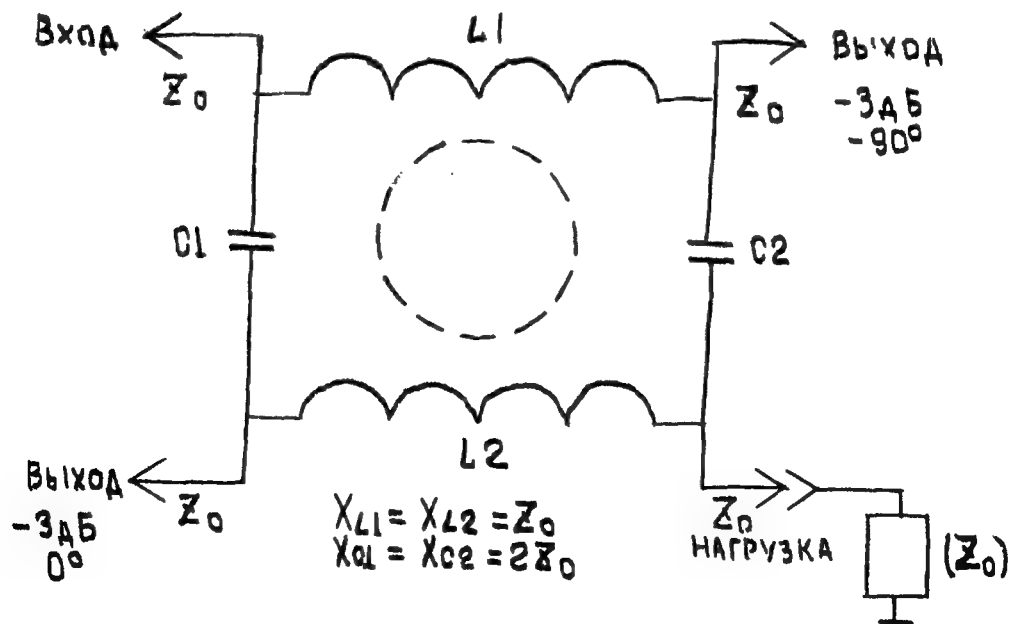 Вход
Z0
L1
Выход
Z0
-3дБ
-90°
C1
C2
L2
Выход
Z0
-3дБ
0°
XL1 = XL2 = Z0
XC1 = XC2 = 2Z0
Z0
НАГРУЗКА
(Z0)